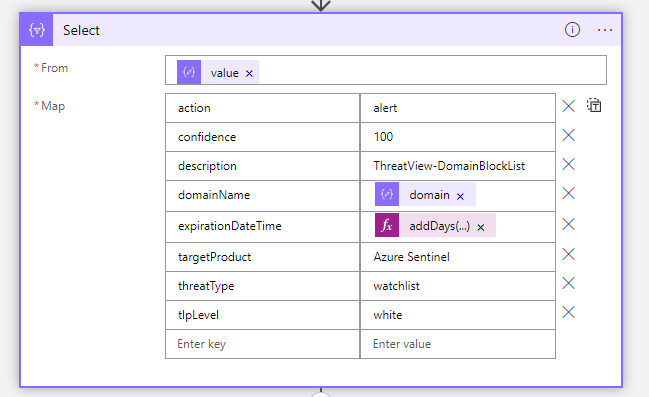 Select
* From
value ×
* Map
action alert
confidence 100
description ThreatView-DomainBlockList
domainName domain ×
expirationDateTime fx addDays(...) ×
targetProduct Azure Sentinel
threatType watchlist
tlpLevel white
Enter key Enter value